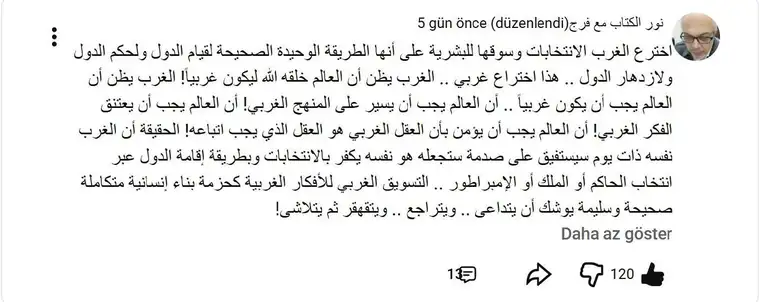 نور الكتاب مع فرج 5 gün önce (düzenlendi)
اخترع الغرب الانتخابات وسوقها للبشرية على أنها الطريقة الوحيدة الصحيحة لقيام الدول ولحكم الدول
ولازدهار الدول .. هذا اختراع غربي .. الغرب يظن أن العالم خلقه الله ليكون غربياً! الغرب يظن أن
العالم يجب أن يكون غربياً .. أن العالم يجب أن يسير على المنهج الغربي! أن العالم يجب أن يعتنق
الفكر الغربي! أن العالم يجب أن يؤمن بأن العقل الغربي هو العقل الذي يجب اتباعه! الحقيقة أن الغرب
نفسه ذات يوم سيستفيق على صدمة ستجعله هو نفسه يكفر بالانتخابات وبطريقة إقامة الدول عبر
انتخاب الحاكم أو الملك أو الإمبراطور .. التسويق الغربي للأفكار الغربية كحزمة بناء إنسانية متكاملة
صحيحة وسليمة يوشك أن يتداعى .. ويتراجع .. ويتقهقر ثم يتلاشى!
Daha az göster
120 13